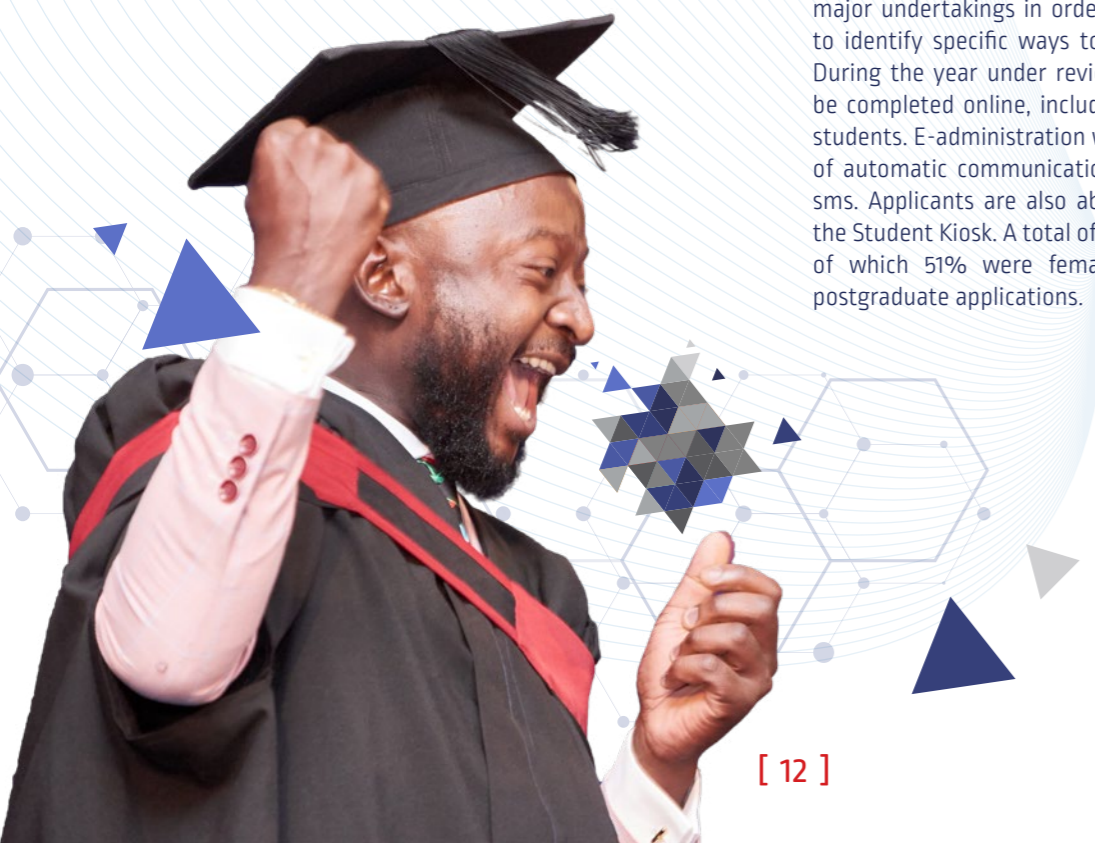 major undertakings in orde
to identify specific ways to
During the year under revi
be completed online, includ
students. E-administration
of automatic communicatio
sms. Applicants are also ab
the Student Kiosk. A total of
of which 51% were fema
postgraduate applications.
[ 12 ]